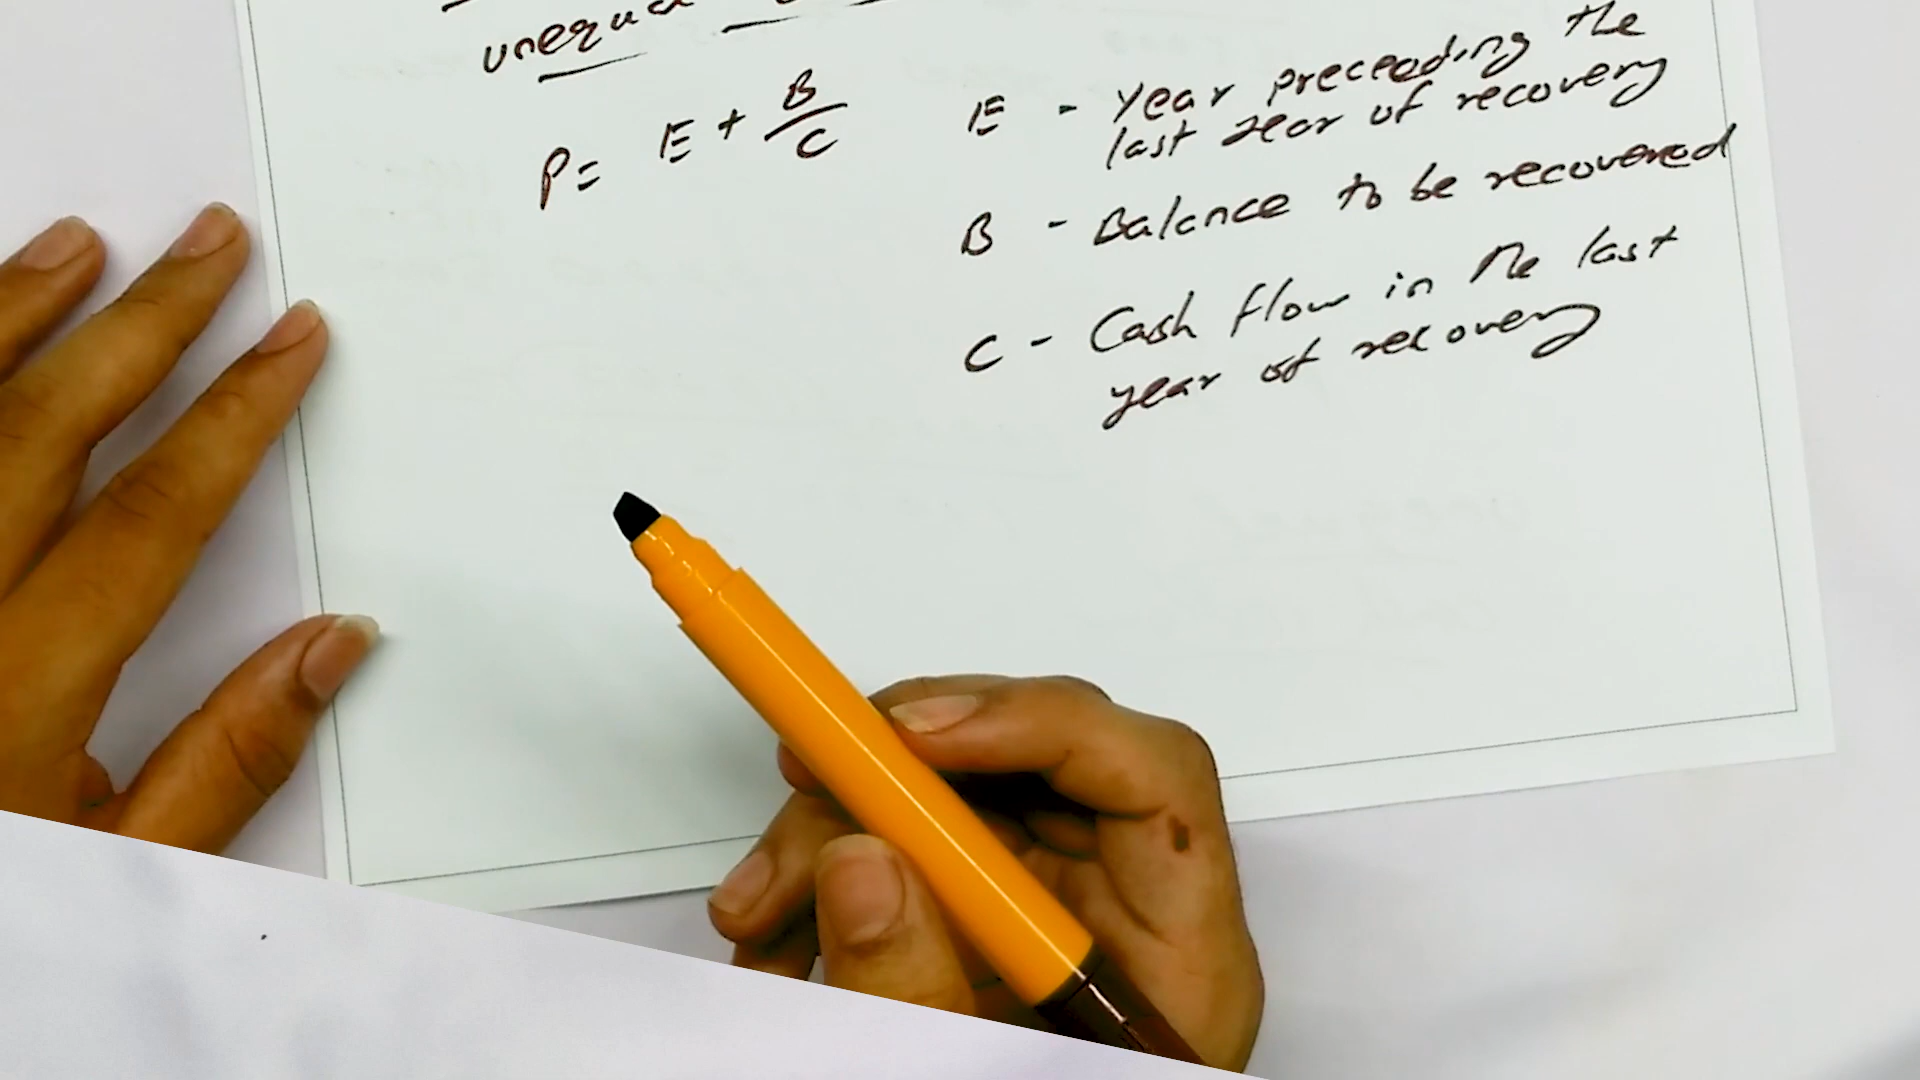 P = E + B/C
E - Year preceeding the
last year of recovery
B - Balance to be recovered
C - Cash flow in the last
year of recovery